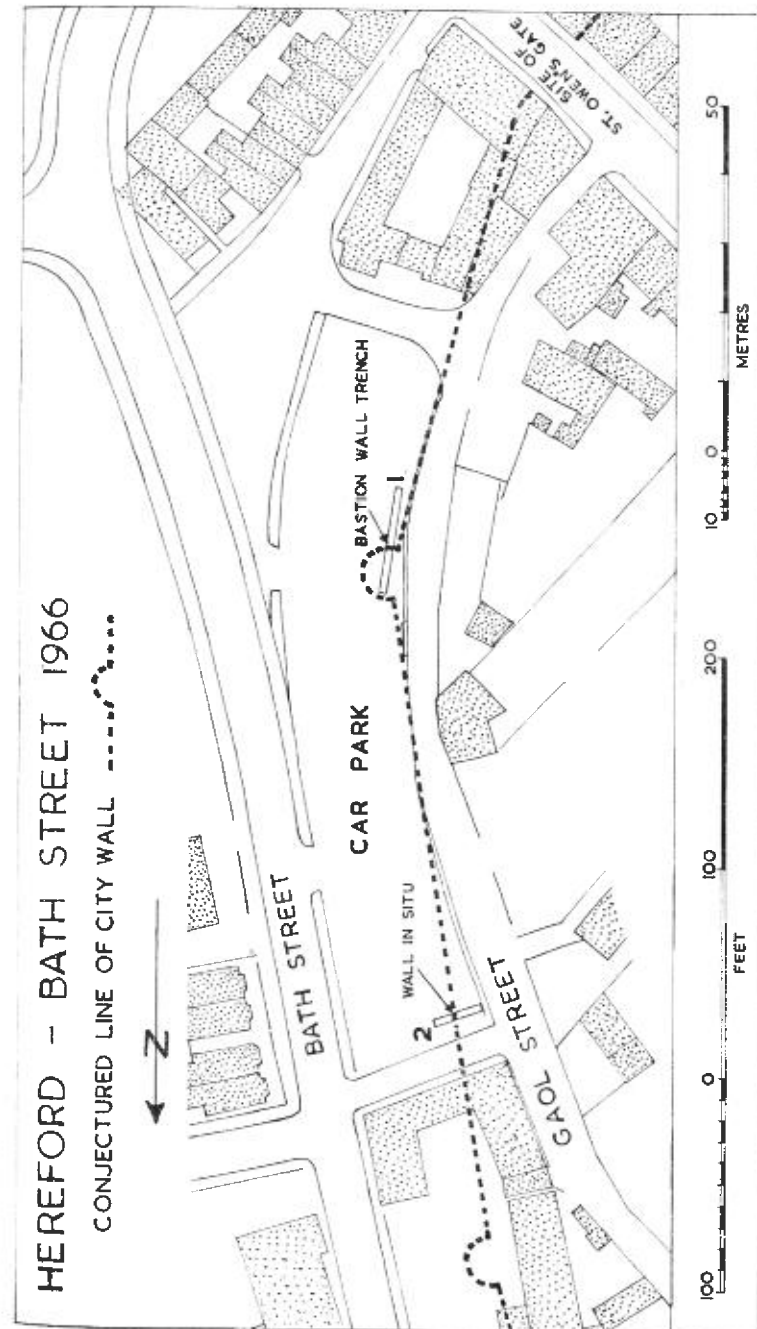 HEREFORD - BATH STREET 1966
CONJECTURED LINE OF CITY WALL
Z
BATH STREET
CAR PARK
BASTION WALL TRENCH
1
WALL IN SITU
2
GAOL STREET
SITE OF
ST. OWEN'S GATE
100 0 100 200
FEET
10 0 50
METRES